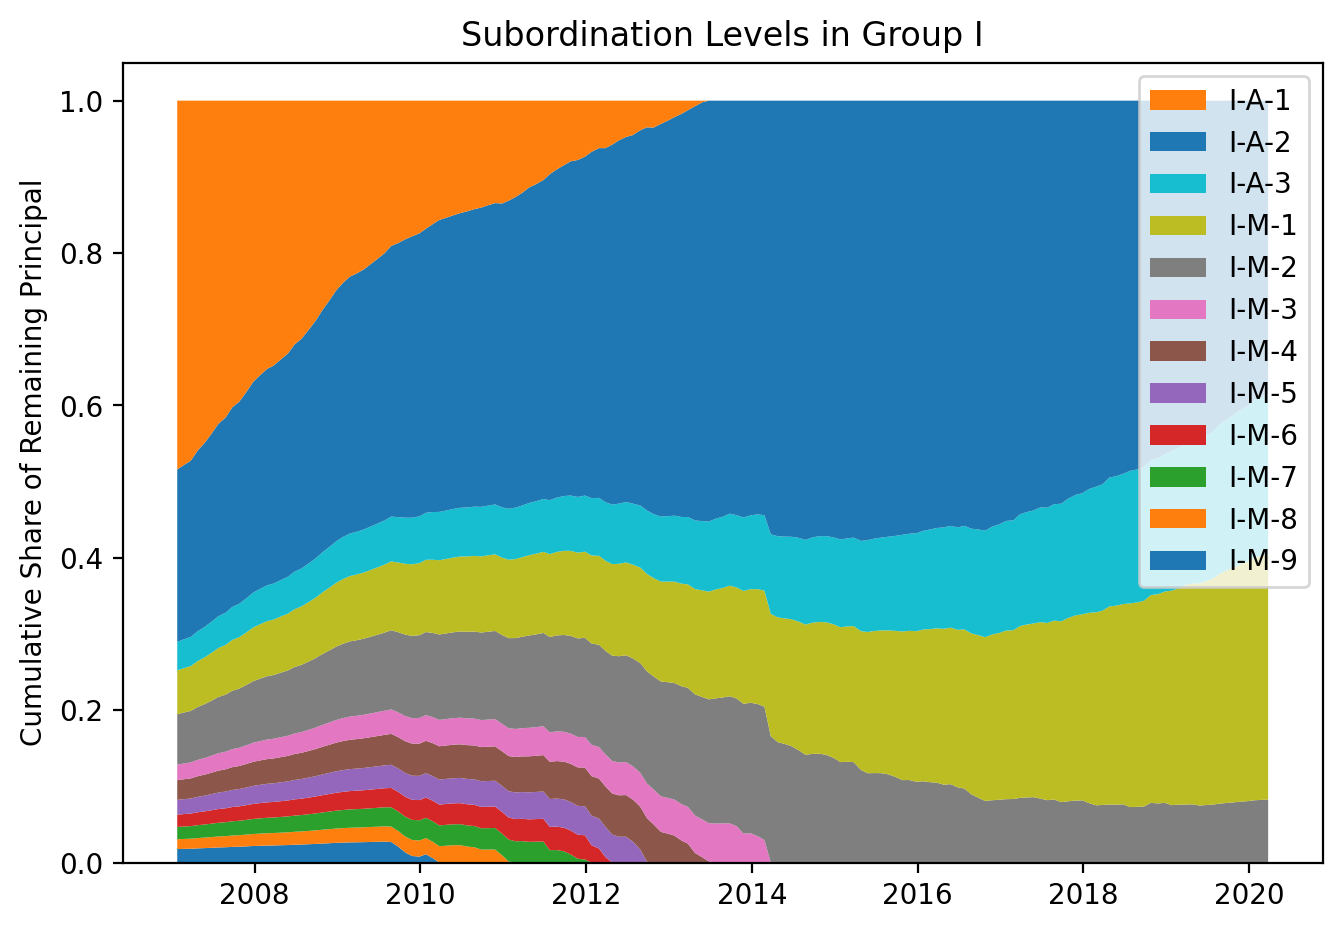 Subordination Levels in Group I
Cumulative Share of Remaining Principal
1.0
0.8
0.6
0.4
0.2
0.0
2008 2010 2012 2014 2016 2018 2020
I-A-1
I-A-2
I-A-3
I-M-1
I-M-2
I-M-3
I-M-4
I-M-5
I-M-6
I-M-7
I-M-8
I-M-9